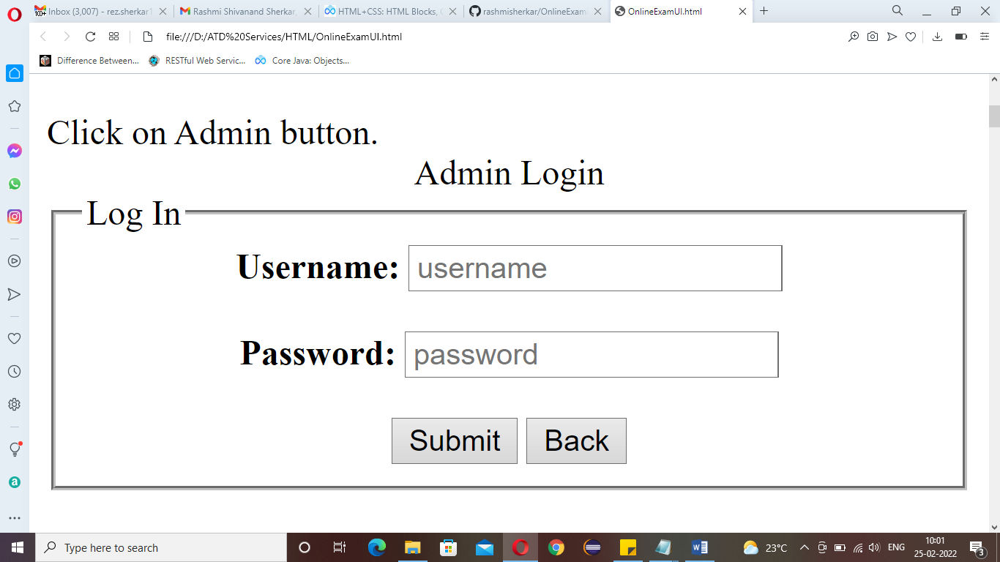 100+ Inbox (3,007) - rez.sherkar1
Rashmi Shivanand Sherkar,
HTML+CSS: HTML Blocks, C
rashmisherkar/OnlineExam
OnlineExamUI.html
file:///D:/ATD%20Services/HTML/OnlineExamUI.html
Difference Between...
RESTful Web Servic...
Core Java: Objects...
Click on Admin button.
Admin Login
Log In
Username: username
Password: password
Submit Back
Type here to search
23°C
ENG
10:01
25-02-2022
3